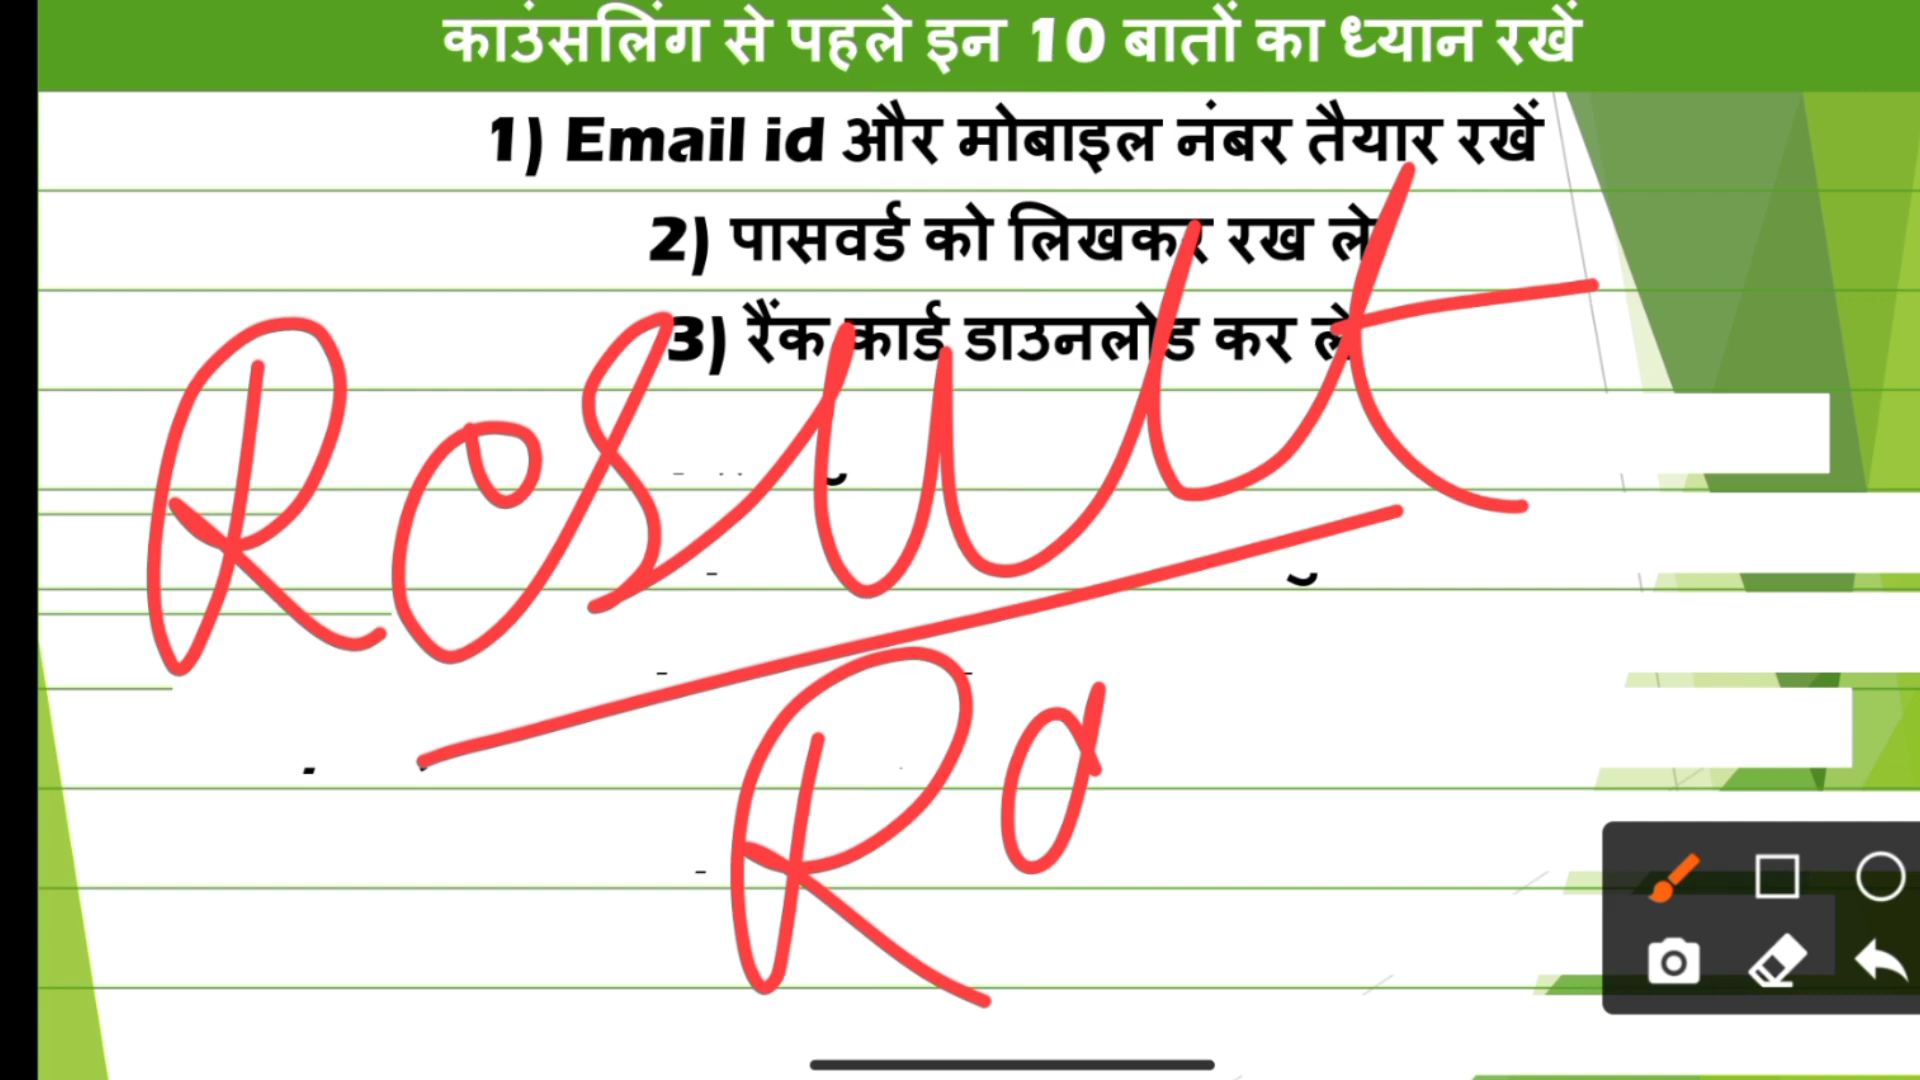 काउंसलिंग से पहले इन 10 बातों का ध्यान रखें
1) Email id और मोबाइल नंबर तैयार रखें
2) पासवर्ड को लिखकर रख ले
3) रैंक कार्ड डाउनलोड कर ले
Result
Ra